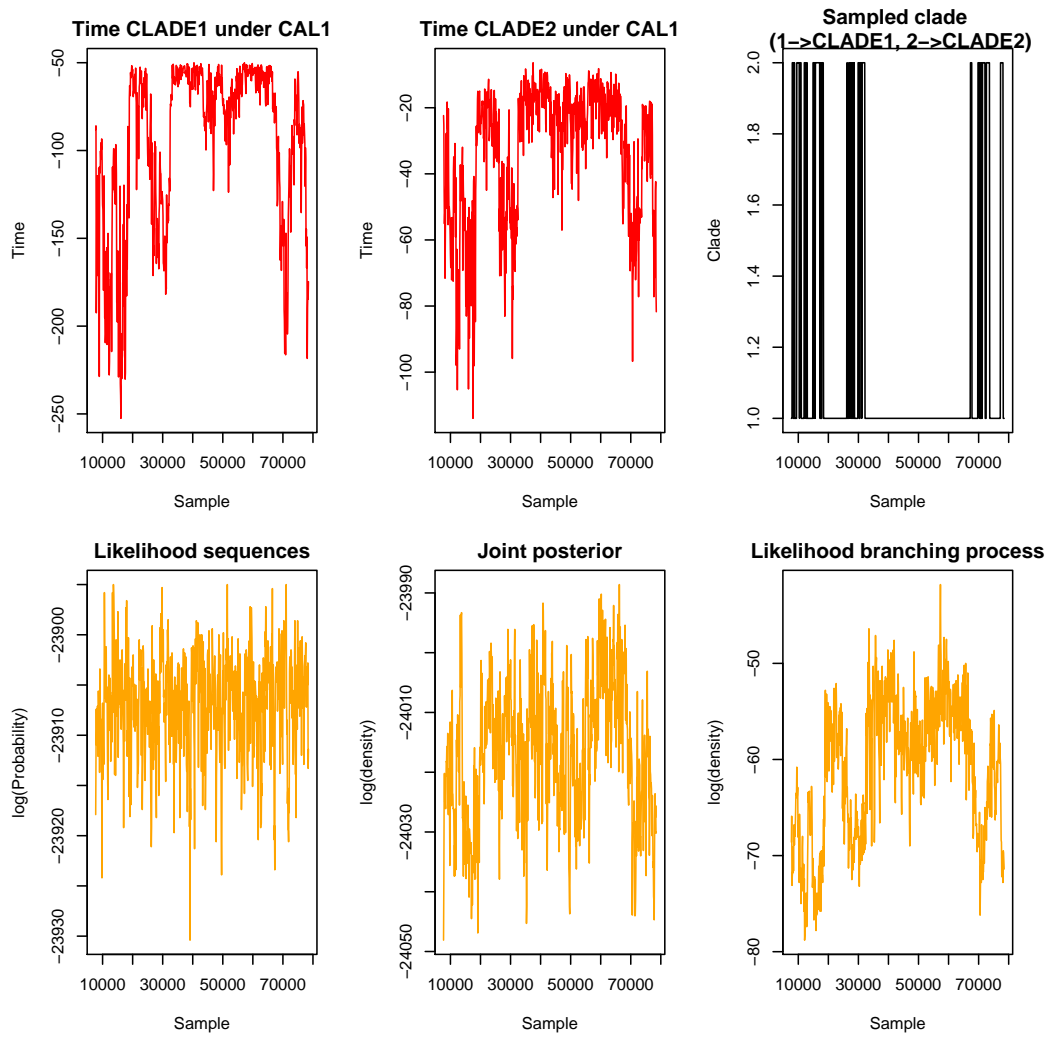 Time CLADE1 under CAL1
Time
−50
−100
−150
−200
−250
10000 30000 50000 70000
Sample
Time CLADE2 under CAL1
Time
−20
−40
−60
−80
−100
10000 30000 50000 70000
Sample
Sampled clade
(1−>CLADE1, 2−>CLADE2)
Clade
2.0
1.8
1.6
1.4
1.2
1.0
10000 30000 50000 70000
Sample
Likelihood sequences
log(Probability)
−23900
−23910
−23920
−23930
10000 30000 50000 70000
Sample
Joint posterior
log(density)
−23990
−24010
−24030
−24050
10000 30000 50000 70000
Sample
Likelihood branching process
log(density)
−50
−60
−70
−80
10000 30000 50000 70000
Sample